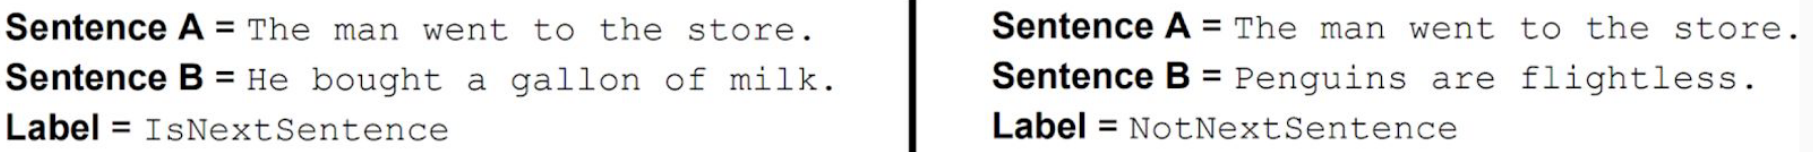 Sentence A = The man went to the store.
Sentence B = He bought a gallon of milk.
Label = IsNextSentence
Sentence A = The man went to the store.
Sentence B = Penguins are flightless.
Label = NotNextSentence